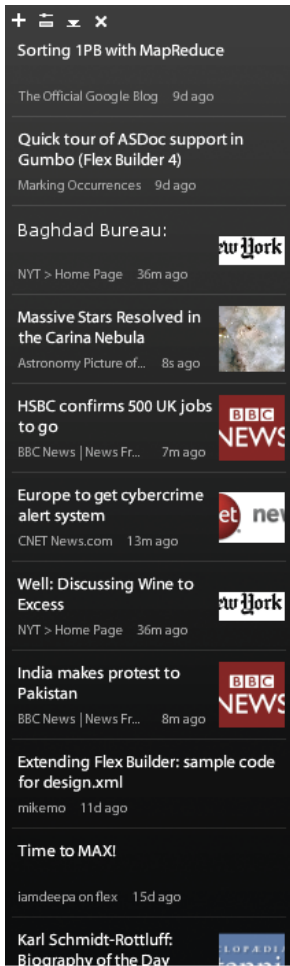 Sorting 1PB with MapReduce
The Official Google Blog 9d ago
Quick tour of ASDoc support in
Gumbo (Flex Builder 4)
Marking Occurrences 9d ago
Baghdad Bureau:
NYT > Home Page 36m ago
ew York
Massive Stars Resolved in
the Carina Nebula
Astronomy Picture of... 8s ago
HSBC confirms 500 UK jobs
to go
BBC News | News Fr... 7m ago
BBC
NEWS
Europe to get cybercrime
alert system
CNET News.com 13m ago
et new
Well: Discussing Wine to
Excess
NYT > Home Page 36m ago
ew York
India makes protest to
Pakistan
BBC News | News Fr... 8m ago
BBC
NEWS
Extending Flex Builder: sample code
for design.xml
mikemo 11d ago
Time to MAX!
iamdeepa on flex 15d ago
Karl Schmidt-Rottluff:
Biography of the Day
LOPÆDI